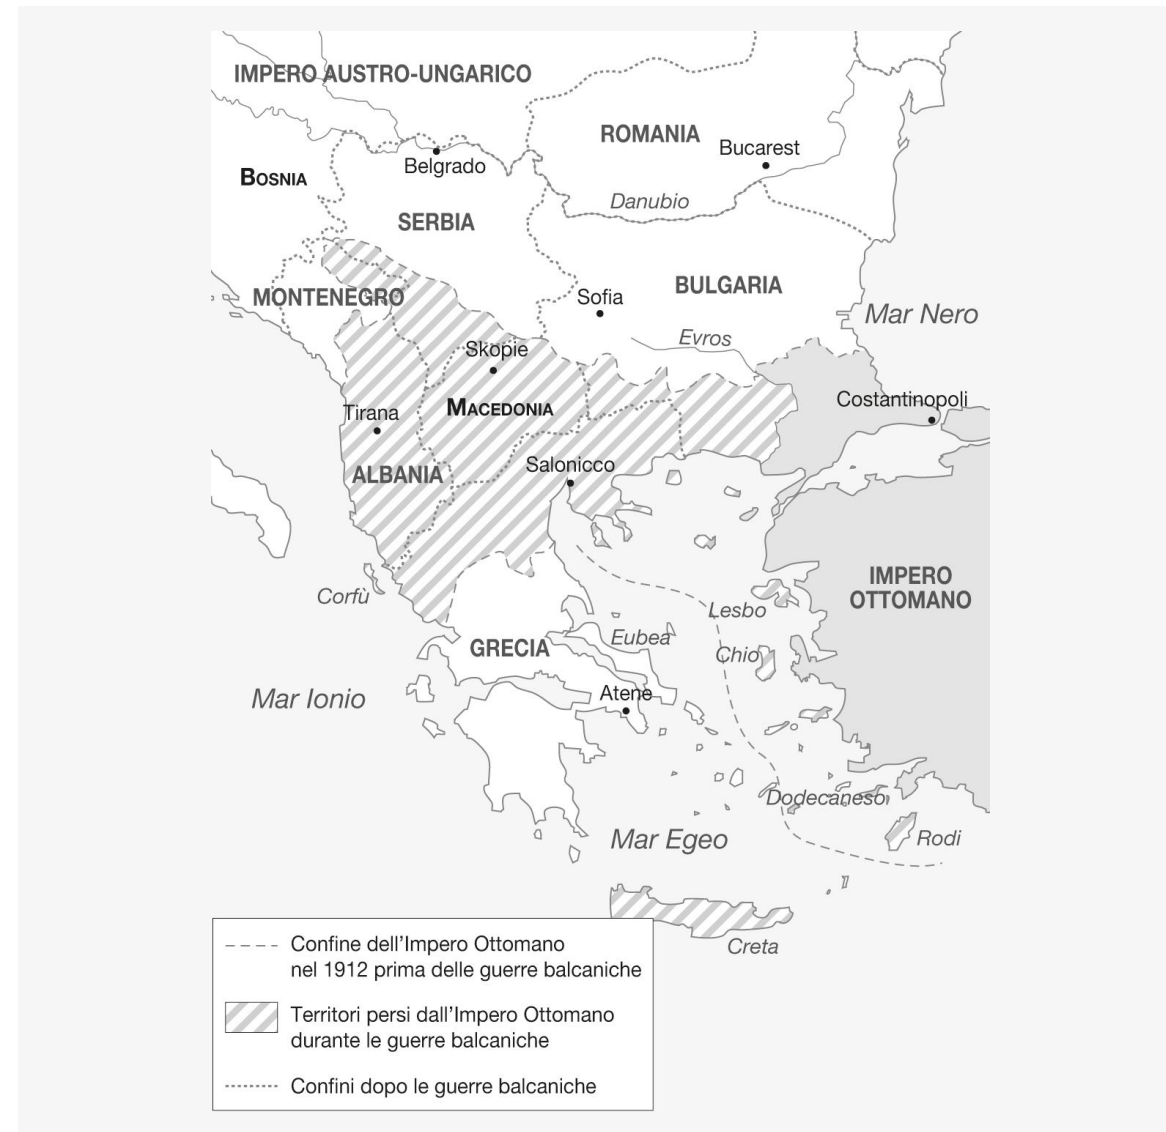 IMPERO AUSTRO-UNGARICO
ROMANIA
Bucarest
Belgrado
BOSNIA
Danubio
SERBIA
BULGARIA
MONTENEGRO
Sofia
Mar Nero
Evros
Skopie
Costantinopoli
MACEDONIA
Tirana
Salonicco
ALBANIA
IMPERO
OTTOMANO
Corfù
Lesbo
Eubea
GRECIA
Chio
Atene
Mar Ionio
Dodecaneso
Mar Egeo
Rodi
Creta
Confine dell’Impero Ottomano
nel 1912 prima delle guerre balcaniche
Territori persi dall’Impero Ottomano
durante le guerre balcaniche
Confini dopo le guerre balcaniche